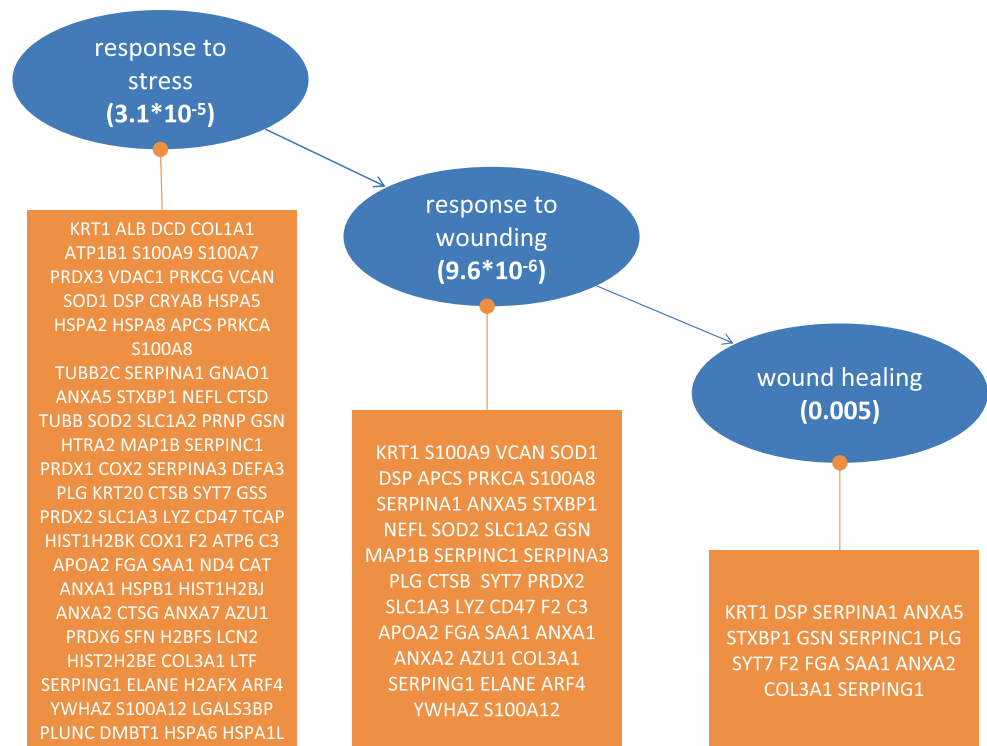 response to
stress
(3.1*10⁻⁵)
response to
wounding
(9.6*10⁻⁶)
wound healing
(0.005)
KRT1 ALB DCD COL1A1
ATP1B1 S100A9 S100A7
PRDX3 VDAC1 PRKCG VCAN
SOD1 DSP CRYAB HSPA5
HSPA2 HSPA8 APCS PRKCA
S100A8
TUBB2C SERPINA1 GNAO1
ANXA5 STXBP1 NEFL CTSD
TUBB SOD2 SLC1A2 PRNP GSN
HTRA2 MAP1B SERPINC1
PRDX1 COX2 SERPINA3 DEFA3
PLG KRT20 CTSB SYT7 GSS
PRDX2 SLC1A3 LYZ CD47 TCAP
HIST1H2BK COX1 F2 ATP6 C3
APOA2 FGA SAA1 ND4 CAT
ANXA1 HSPB1 HIST1H2BJ
ANXA2 CTSG ANXA7 AZU1
PRDX6 SFN H2BFS LCN2
HIST2H2BE COL3A1 LTF
SERPING1 ELANE H2AFX ARF4
YWHAZ S100A12 LGALS3BP
PLUNC DMBT1 HSPA6 HSPA1L
KRT1 S100A9 VCAN SOD1
DSP APCS PRKCA S100A8
SERPINA1 ANXA5 STXBP1
NEFL SOD2 SLC1A2 GSN
MAP1B SERPINC1 SERPINA3
PLG CTSB SYT7 PRDX2
SLC1A3 LYZ CD47 F2 C3
APOA2 FGA SAA1 ANXA1
ANXA2 AZU1 COL3A1
SERPING1 ELANE ARF4
YWHAZ S100A12
KRT1 DSP SERPINA1 ANXA5
STXBP1 GSN SERPINC1 PLG
SYT7 F2 FGA SAA1 ANXA2
COL3A1 SERPING1